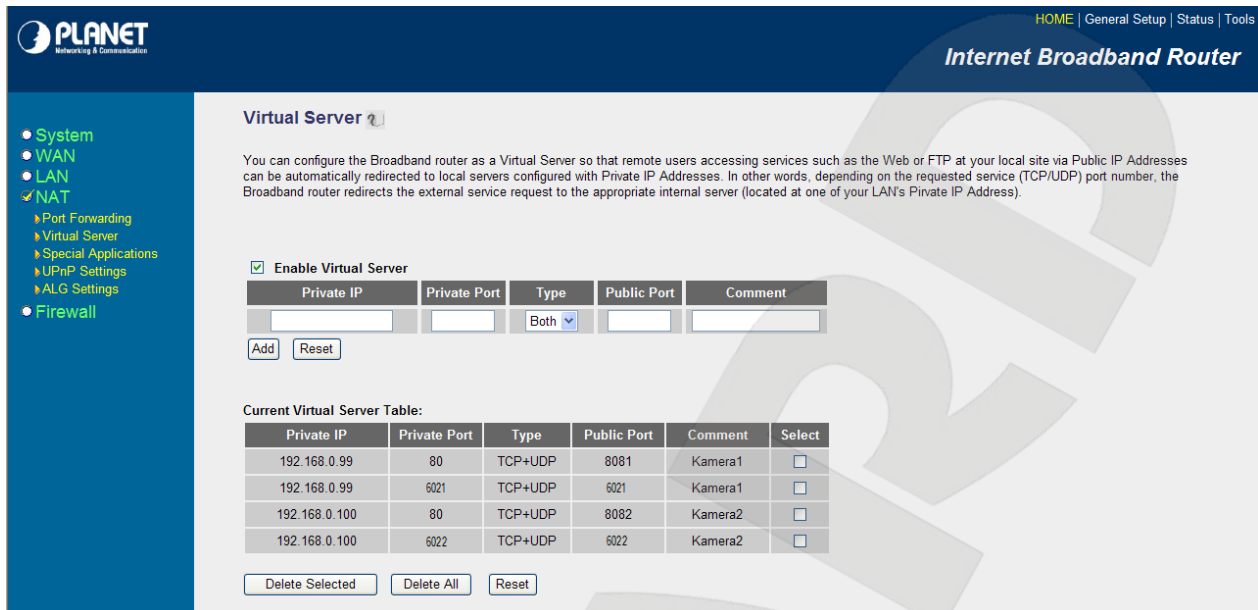 PLANET
Networking & Communication
HOME | General Setup | Status | Tools
Internet Broadband Router
System
WAN
LAN
NAT
Port Forwarding
Virtual Server
Special Applications
UPnP Settings
ALG Settings
Firewall
Virtual Server
You can configure the Broadband router as a Virtual Server so that remote users accessing services such as the Web or FTP at your local site via Public IP Addresses
can be automatically redirected to local servers configured with Private IP Addresses. In other words, depending on the requested service (TCP/UDP) port number, the
Broadband router redirects the external service request to the appropriate internal server (located at one of your LAN's Pirvate IP Address).
Enable Virtual Server
Private IP Private Port Type Public Port Comment
Both
Add Reset
Current Virtual Server Table:
Private IP Private Port Type Public Port Comment Select
192.168.0.99 80 TCP+UDP 8081 Kamera1
192.168.0.99 6021 TCP+UDP 6021 Kamera1
192.168.0.100 80 TCP+UDP 8082 Kamera2
192.168.0.100 6022 TCP+UDP 6022 Kamera2
Delete Selected Delete All Reset